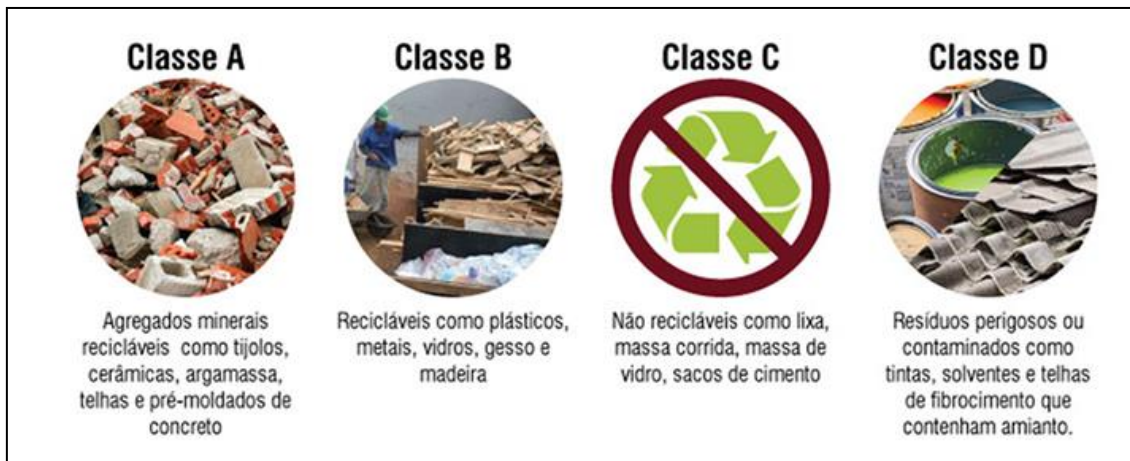 Classe A
Agregados minerais
recicláveis como tijolos,
cerâmicas, argamassa,
telhas e pré-moldados de
concreto
Classe B
Recicláveis como plásticos,
metais, vidros, gesso e
madeira
Classe C
Não recicláveis como lixa,
massa corrida, massa de
vidro, sacos de cimento
Classe D
Resíduos perigosos ou
contaminados como
tintas, solventes e telhas
de fibrocimento que
contenham amianto.